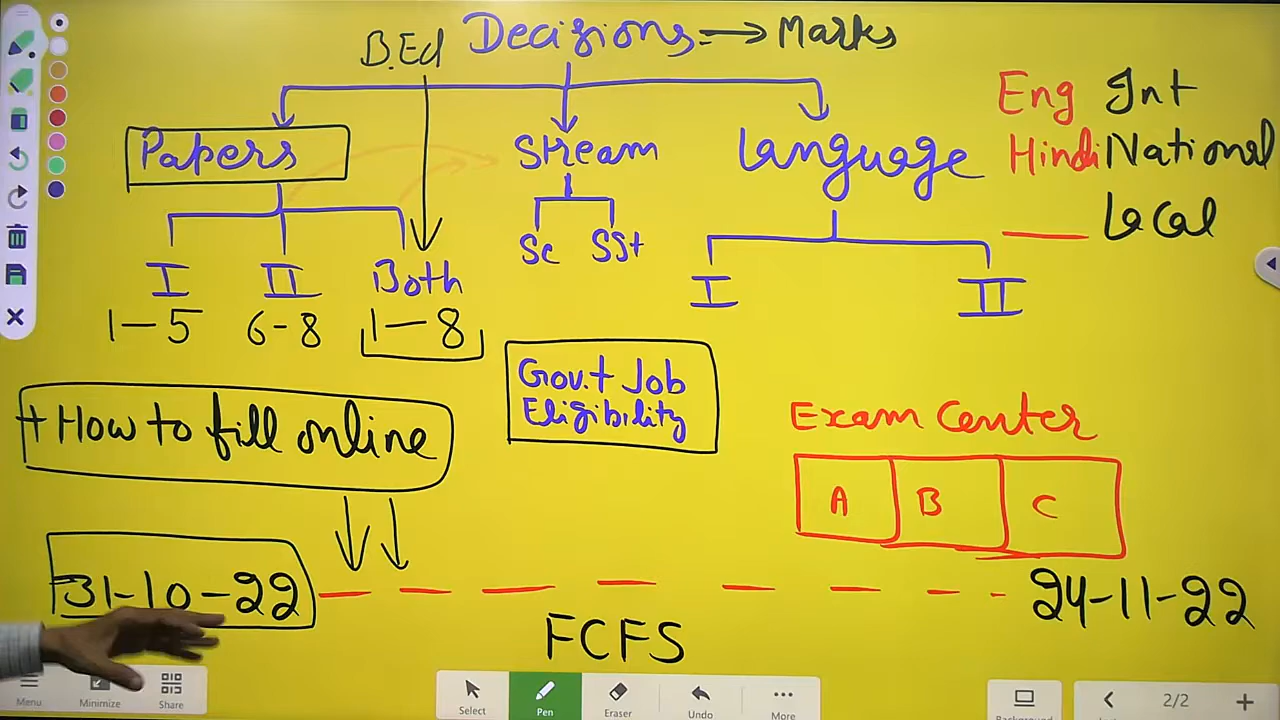 B.Ed Decisions → Marks
Eng Int
Hindi National
Local
Papers Stream Language
Sc SSt
I II Both
I II
1-5 6-8 1-8
Govt Job
Eligibility
+ How to fill online
Exam Center
A B C
31-10-22 24-11-22
FCFS
Menu Minimize Share Select Pen Eraser Undo More 2/2